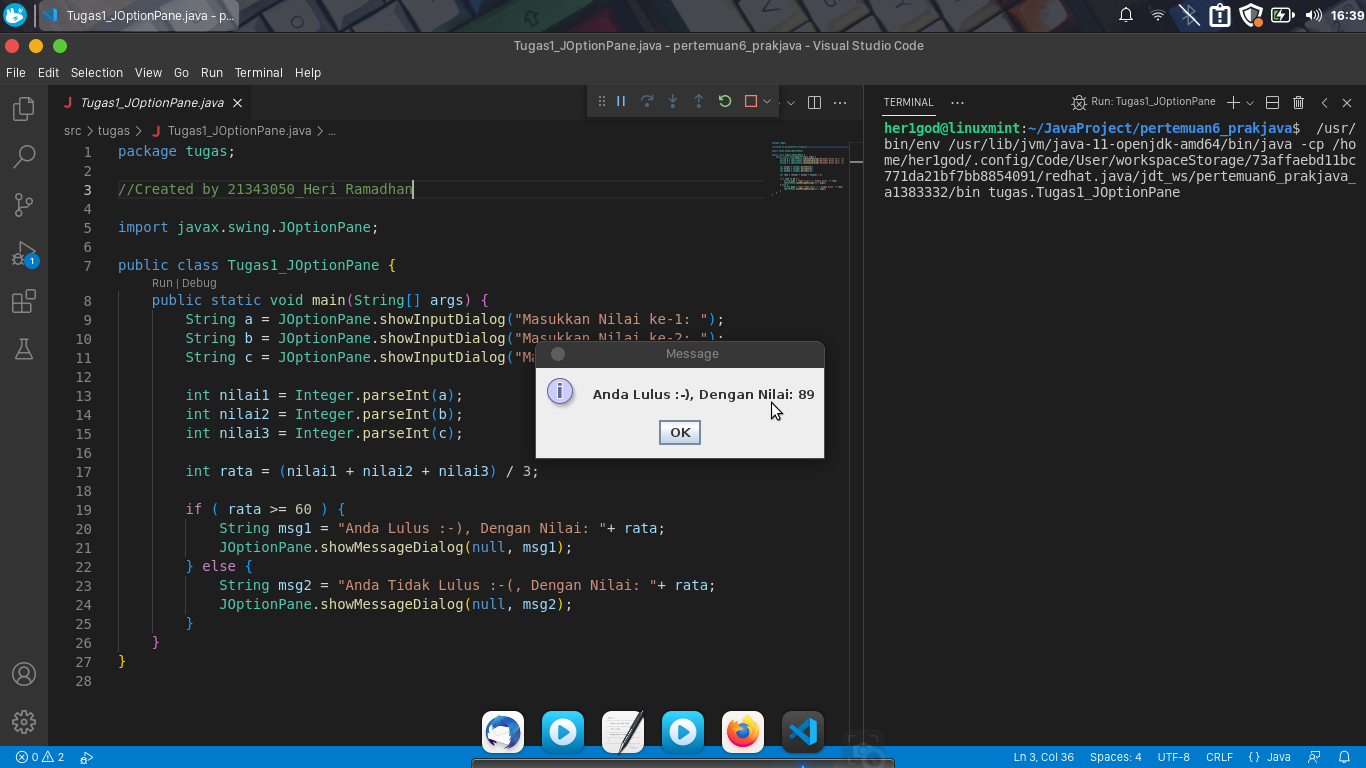 Tugas1_JOptionPane.java - p...
16:39
Tugas1_JOptionPane.java - pertemuan6_prakjava - Visual Studio Code
File Edit Selection View Go Run Terminal Help
Tugas1_JOptionPane.java
src > tugas > Tugas1_JOptionPane.java > ...
1 package tugas;
2
3 //Created by 21343050_Heri Ramadhan
4
5 import javax.swing.JOptionPane;
6
7 public class Tugas1_JOptionPane {
Run | Debug
8 public static void main(String[] args) {
9 String a = JOptionPane.showInputDialog("Masukkan Nilai ke-1: ");
10 String b = JOptionPane.showInputDialog("Masukkan Nilai ke-2: ");
11 String c = JOptionPane.showInputDialog("Ma
12
13 int nilai1 = Integer.parseInt(a);
14 int nilai2 = Integer.parseInt(b);
15 int nilai3 = Integer.parseInt(c);
16
17 int rata = (nilai1 + nilai2 + nilai3) / 3;
18
19 if ( rata >= 60 ) {
20 String msg1 = "Anda Lulus :-), Dengan Nilai: "+ rata;
21 JOptionPane.showMessageDialog(null, msg1);
22 } else {
23 String msg2 = "Anda Tidak Lulus :-(, Dengan Nilai: "+ rata;
24 JOptionPane.showMessageDialog(null, msg2);
25 }
26 }
27 }
28
Message
Anda Lulus :-), Dengan Nilai: 89
OK
TERMINAL
Run: Tugas1_JOptionPane
her1god@linuxmint:~/JavaProject/pertemuan6_prakjava$ /usr/
bin/env /usr/lib/jvm/java-11-openjdk-amd64/bin/java -cp /ho
me/her1god/.config/Code/User/workspaceStorage/73affaebd11bc
771da21bf7bb8854091/redhat.java/jdt_ws/pertemuan6_prakjava_
a1383332/bin tugas.Tugas1_JOptionPane
1
0 2
Ln 3, Col 36 Spaces: 4 UTF-8 CRLF { } Java